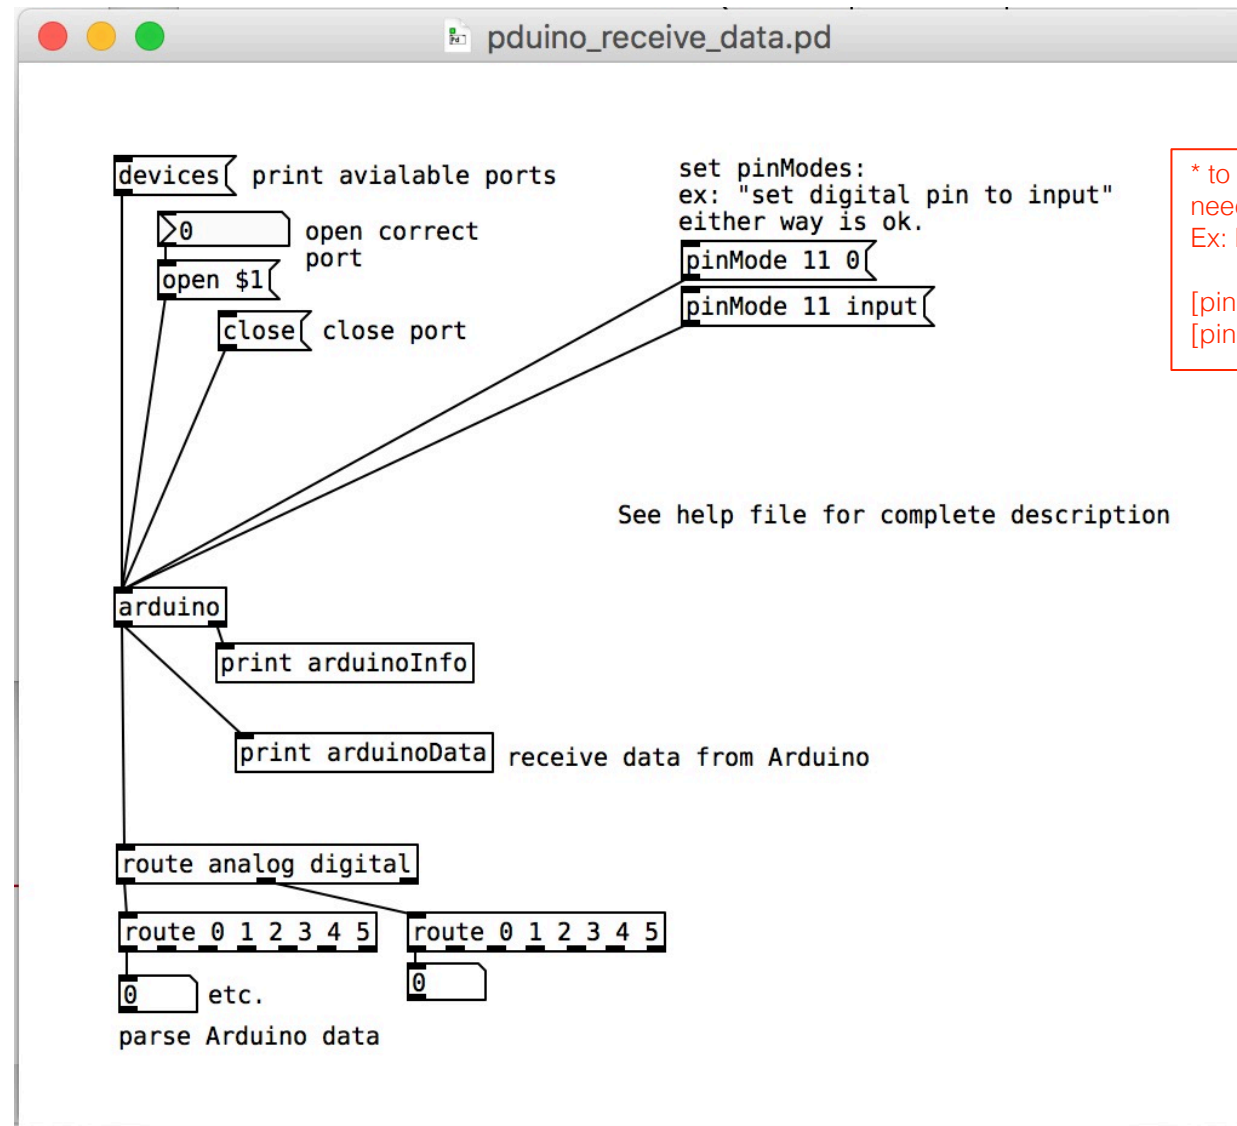 pduino_receive_data.pd
devices
print avialable ports
0
open correct
port
open $1
close
close port
set pinModes:
ex: "set digital pin to input"
either way is ok.
pinMode 11 0
pinMode 11 input
* to
Ex:
[pin
[pin
See help file for complete description
arduino
print arduinoInfo
print arduinoData
receive data from Arduino
route analog digital
route 0 1 2 3 4 5
route 0 1 2 3 4 5
0
etc.
0
parse Arduino data